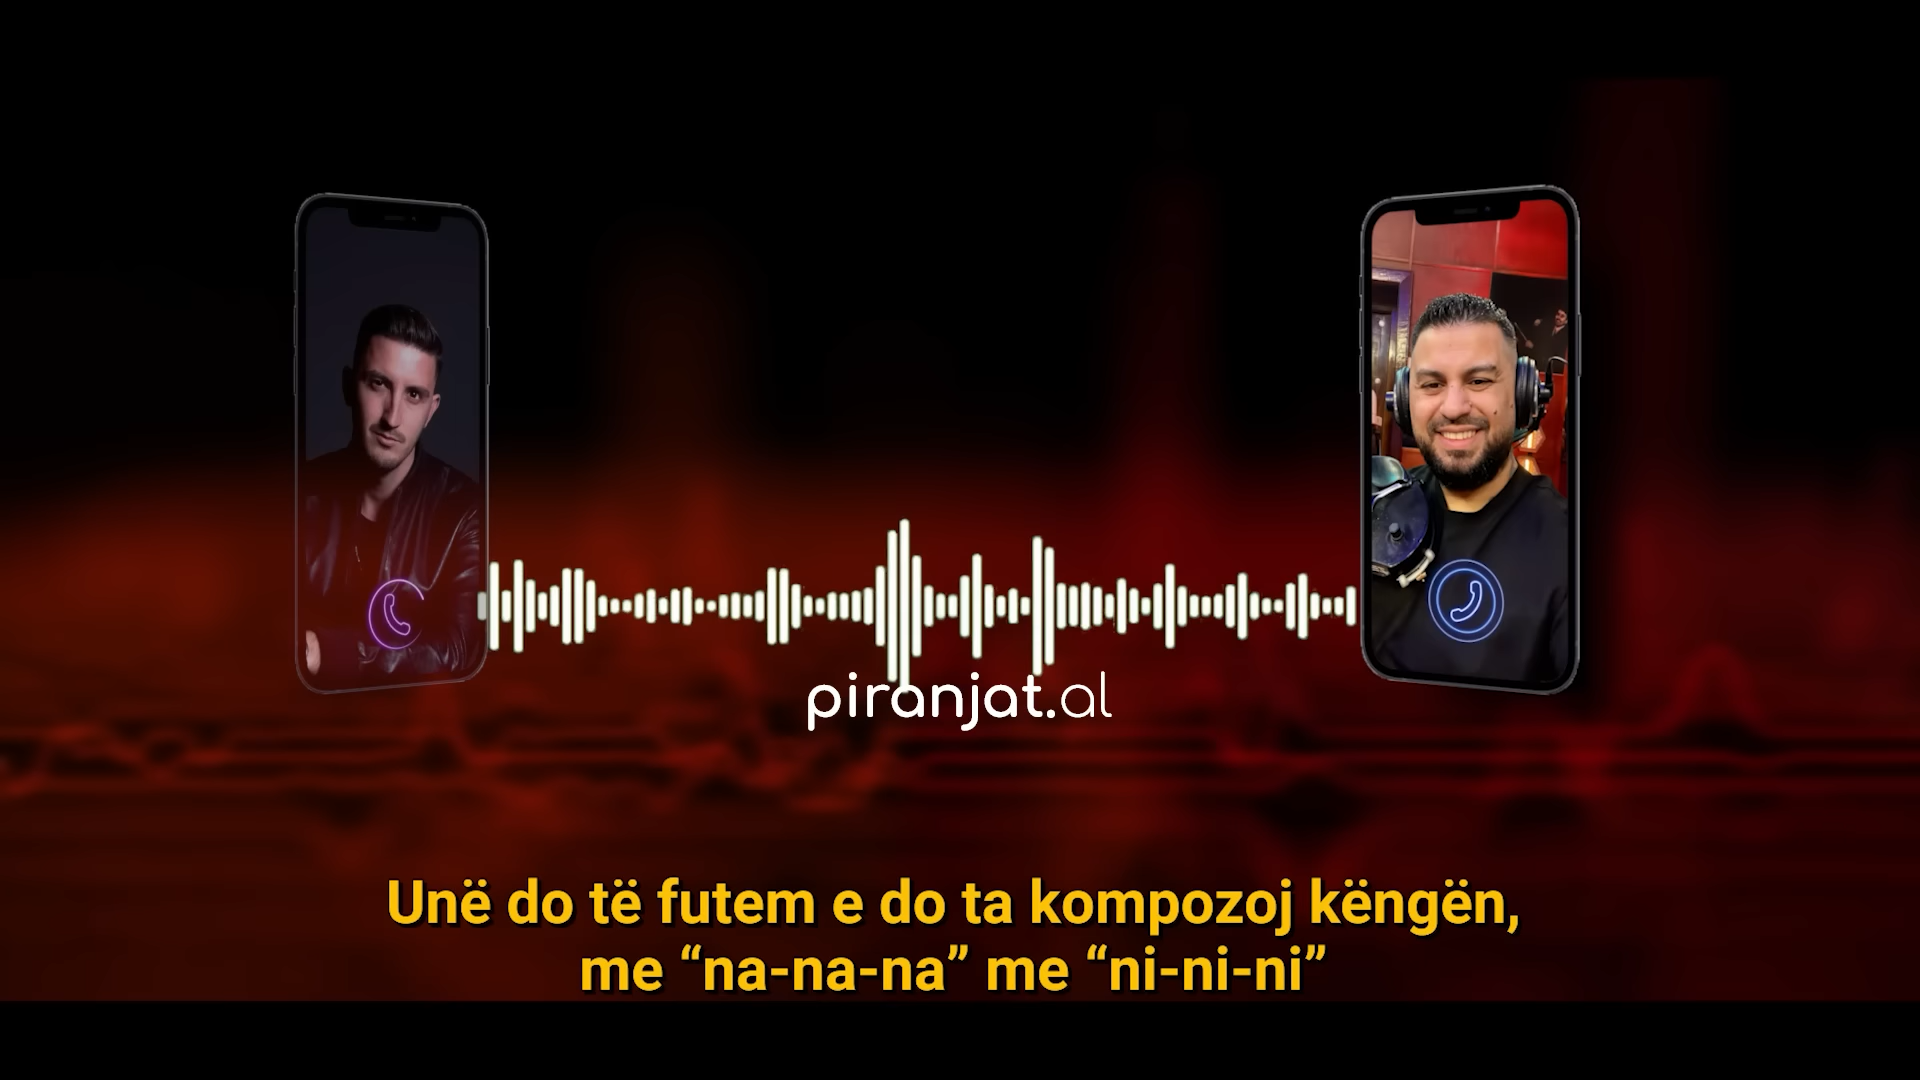 piranjat.al
Unë do të futem e do ta kompozoj këngën,
me “na-na-na” me “ni-ni-ni”